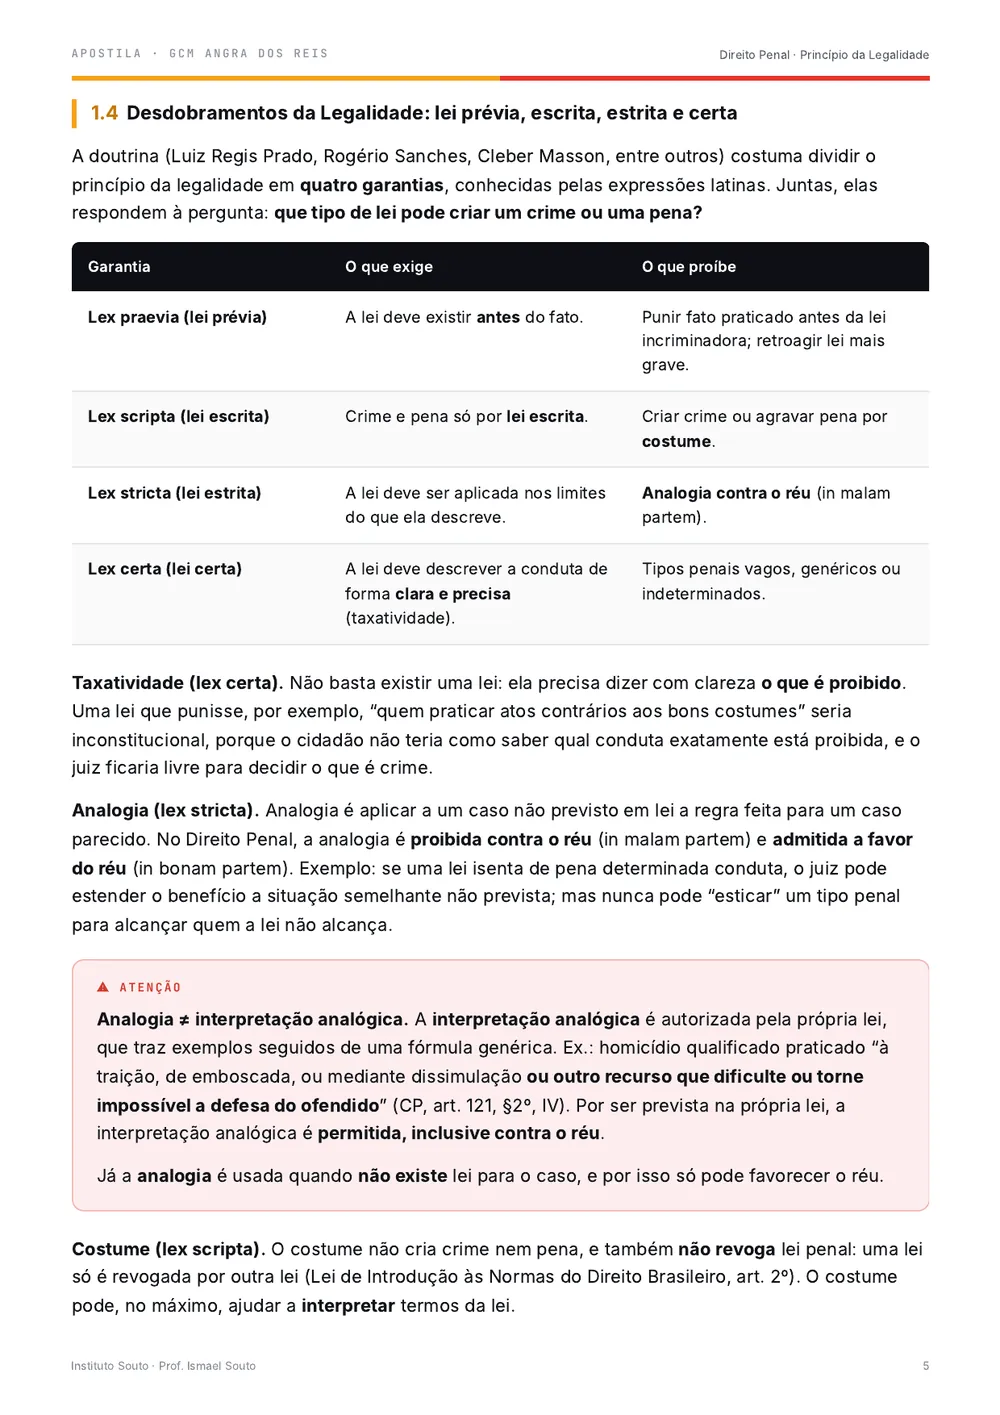 APOSTILA · GCM ANGRA DOS REIS
Direito Penal · Princípio da Legalidade
1.4 Desdobramentos da Legalidade: lei prévia, escrita, estrita e certa
A doutrina (Luiz Regis Prado, Rogério Sanches, Cleber Masson, entre outros) costuma dividir o
princípio da legalidade em quatro garantias, conhecidas pelas expressões latinas. Juntas, elas
respondem à pergunta: que tipo de lei pode criar um crime ou uma pena?
Garantia
O que exige
O que proíbe
Lex praevia (lei prévia)
A lei deve existir antes do fato.
Punir fato praticado antes da lei
incriminadora; retroagir lei mais
grave.
Lex scripta (lei escrita)
Crime e pena só por lei escrita.
Criar crime ou agravar pena por
costume.
Lex stricta (lei estrita)
A lei deve ser aplicada nos limites
do que ela descreve.
Analogia contra o réu (in malam
partem).
Lex certa (lei certa)
A lei deve descrever a conduta de
forma clara e precisa
(taxatividade).
Tipos penais vagos, genéricos ou
indeterminados.
Taxatividade (lex certa). Não basta existir uma lei: ela precisa dizer com clareza o que é proibido.
Uma lei que punisse, por exemplo, “quem praticar atos contrários aos bons costumes” seria
inconstitucional, porque o cidadão não teria como saber qual conduta exatamente está proibida, e o
juiz ficaria livre para decidir o que é crime.
Analogia (lex stricta). Analogia é aplicar a um caso não previsto em lei a regra feita para um caso
parecido. No Direito Penal, a analogia é proibida contra o réu (in malam partem) e admitida a favor
do réu (in bonam partem). Exemplo: se uma lei isenta de pena determinada conduta, o juiz pode
estender o benefício a situação semelhante não prevista; mas nunca pode “esticar” um tipo penal
para alcançar quem a lei não alcança.
ATENÇÃO
Analogia ≠ interpretação analógica. A interpretação analógica é autorizada pela própria lei,
que traz exemplos seguidos de uma fórmula genérica. Ex.: homicídio qualificado praticado “à
traição, de emboscada, ou mediante dissimulação ou outro recurso que dificulte ou torne
impossível a defesa do ofendido” (CP, art. 121, §2º, IV). Por ser prevista na própria lei, a
interpretação analógica é permitida, inclusive contra o réu.
Já a analogia é usada quando não existe lei para o caso, e por isso só pode favorecer o réu.
Costume (lex scripta). O costume não cria crime nem pena, e também não revoga lei penal: uma lei
só é revogada por outra lei (Lei de Introdução às Normas do Direito Brasileiro, art. 2º). O costume
pode, no máximo, ajudar a interpretar termos da lei.
Instituto Souto · Prof. Ismael Souto
5